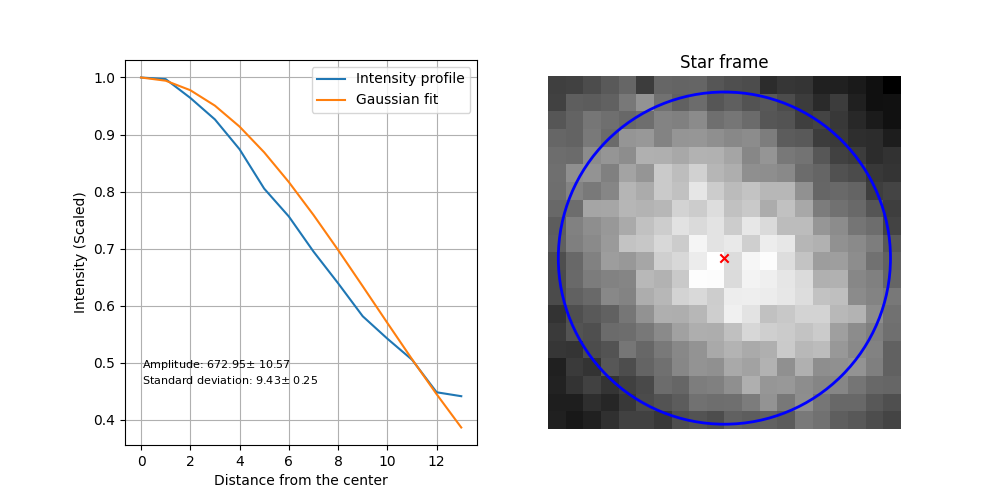 Star frame
Intensity profile
Gaussian fit
1.0
0.9
0.8
0.7
0.6
0.5
0.4
Intensity (Scaled)
Amplitude: 672.95± 10.57
Standard deviation: 9.43± 0.25
0 2 4 6 8 10 12
Distance from the center